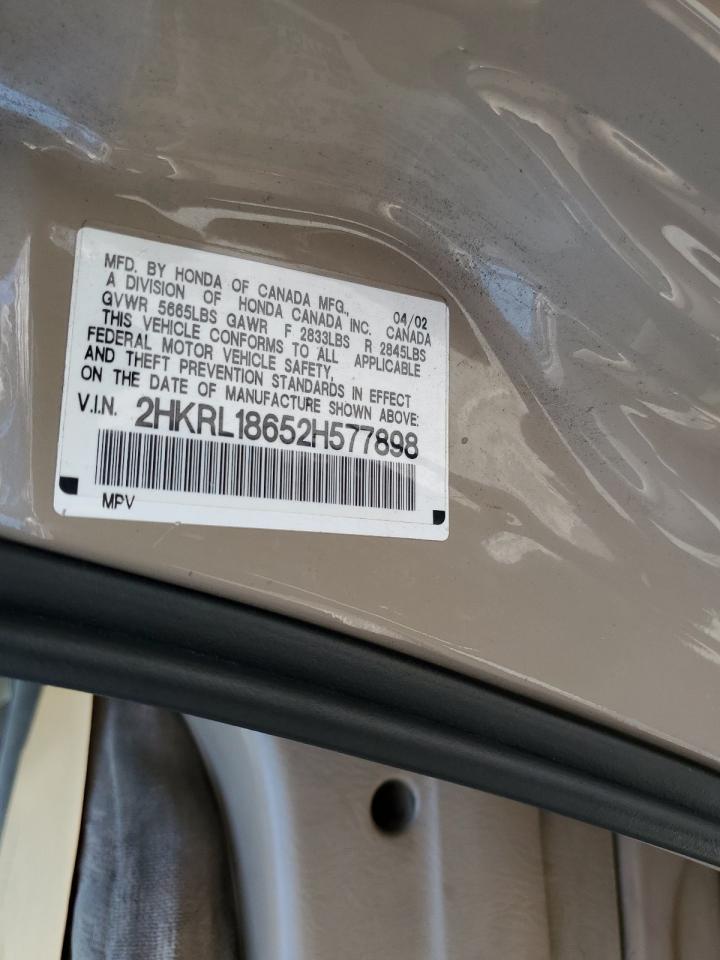 MFD. BY HONDA OF CANADA MFG., 04/02
A DIVISION OF HONDA CANADA INC. CANADA
GVWR 5665LBS GAWR F 2833LBS R 2845LBS
THIS VEHICLE CONFORMS TO ALL APPLICABLE
FEDERAL MOTOR VEHICLE SAFETY,
AND THEFT PREVENTION STANDARDS IN EFFECT
ON THE DATE OF MANUFACTURE SHOWN ABOVE:
V.I.N. 2HKRL18652H577898
MPV